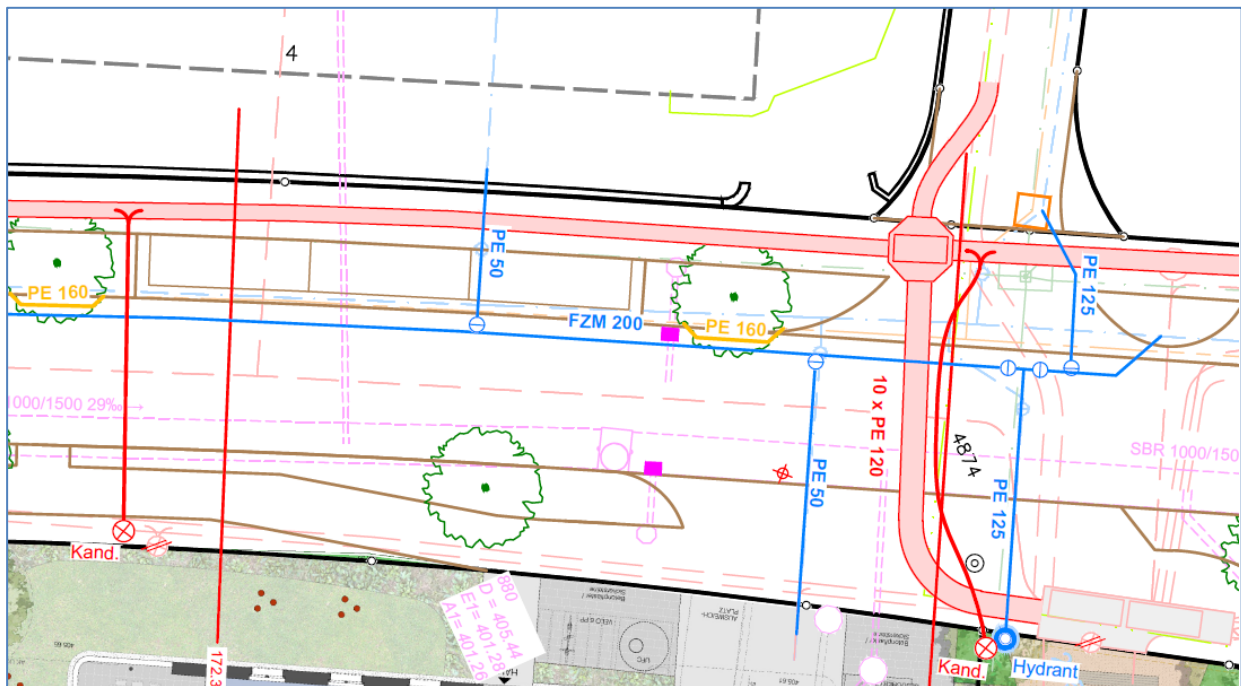 4
PE 50
PE 125
PE 160
FZM 200
PE 160
1000/1500 29‰ →
10 x PE 120
4874
SBR 1000/150
PE 50
PE 125
Kand.
880
D = 405.44
E1= 401.28
A1= 401.26
172.3
UFC
Kand.
Hydrant